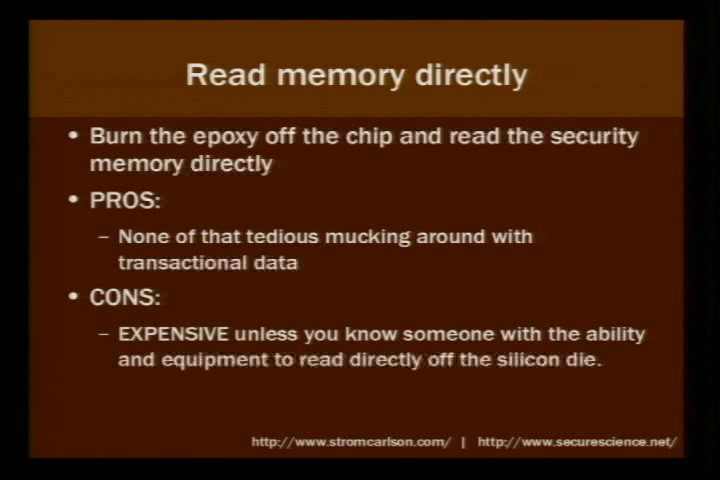 Read memory directly
• Burn the epoxy off the chip and read the security
memory directly
• PROS:
– None of that tedious mucking around with
transactional data
• CONS:
– EXPENSIVE unless you know someone with the ability
and equipment to read directly off the silicon die.
http://www.stromcarlson.com/ | http://www.securescience.net/